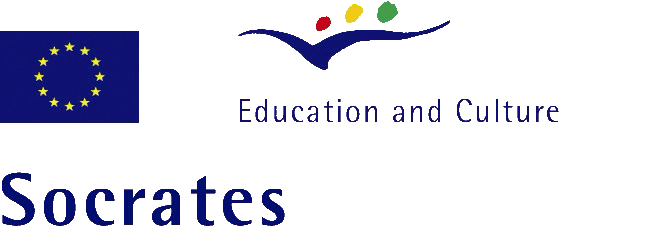 Education and Culture
Socrates